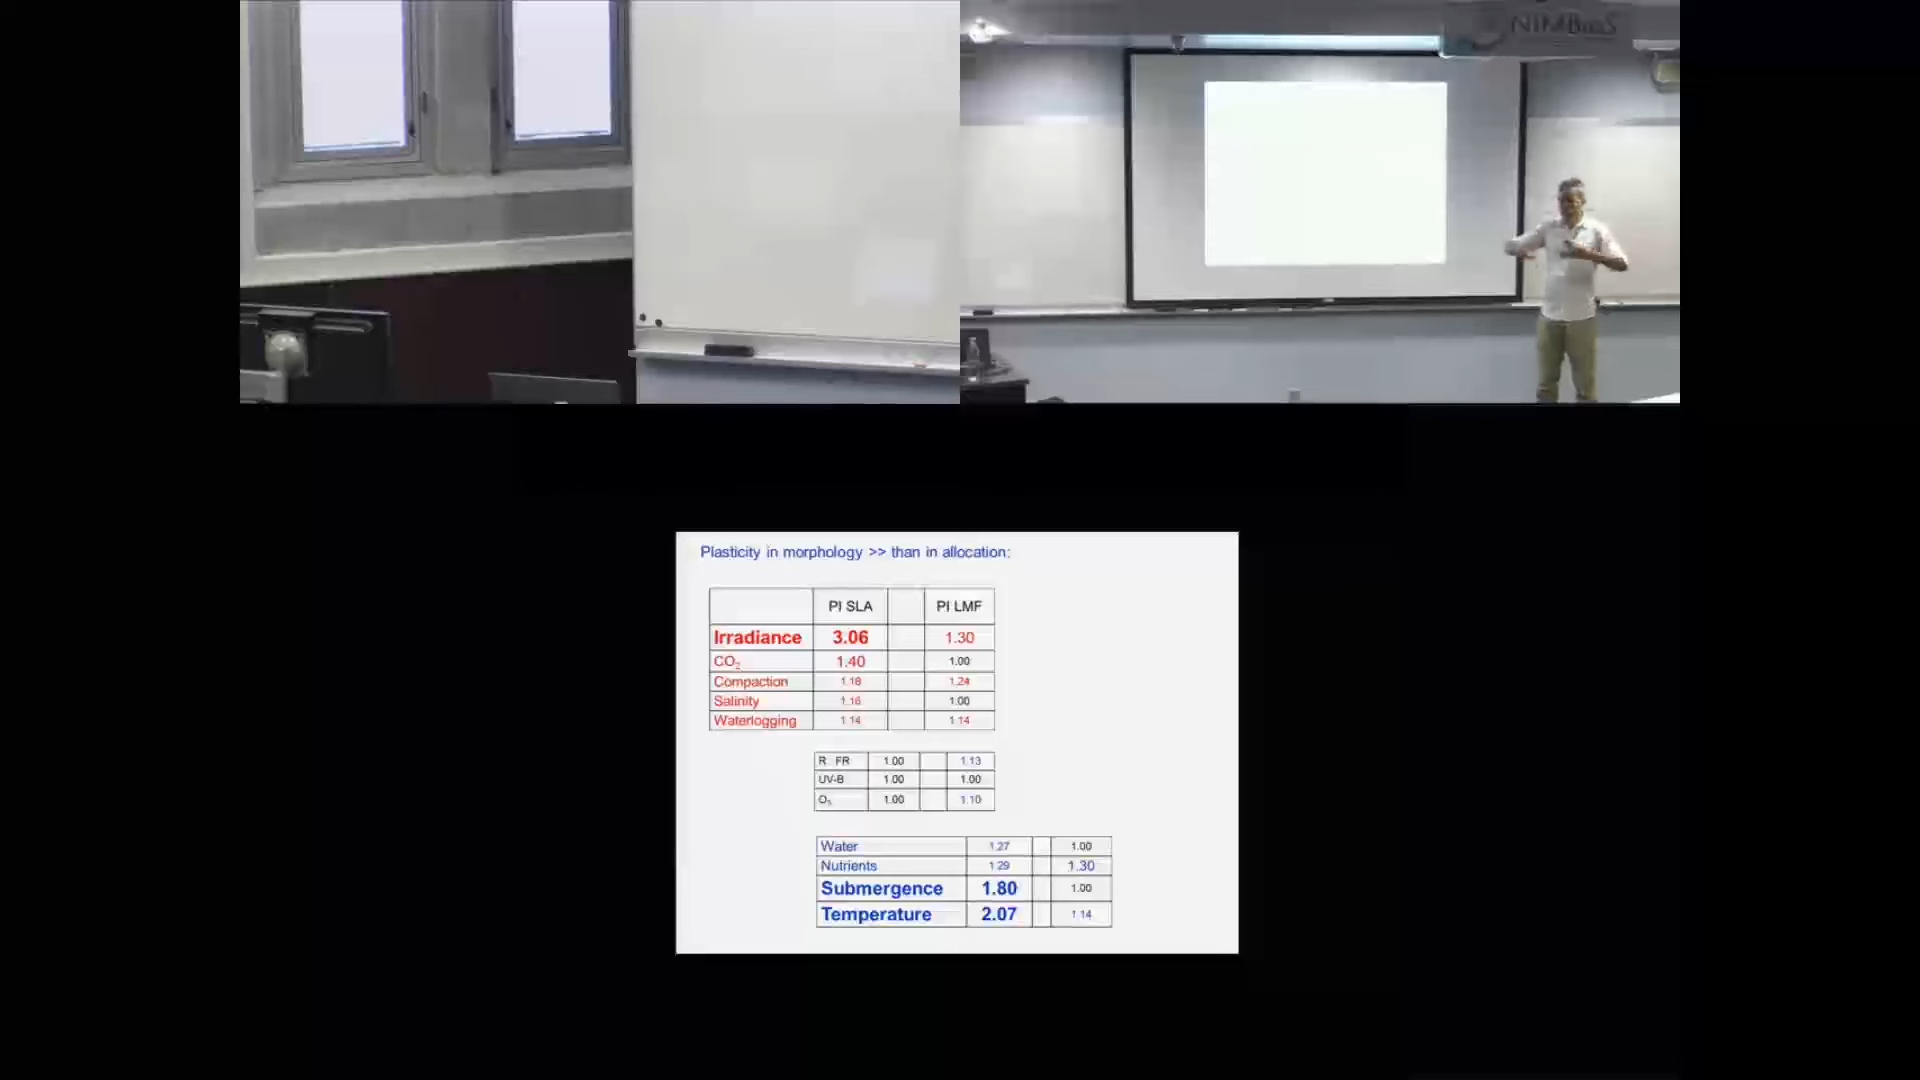 NIMBioS
Plasticity in morphology >> than in allocation:
PI SLA PI LMF
Irradiance 3.06 1.30
CO₂ 1.40 1.00
Compaction 1.18 1.24
Salinity 1.16 1.00
Waterlogging 1.14 1.14
R FR 1.00 1.13
UV-B 1.00 1.00
O₃ 1.00 1.10
Water 1.27 1.00
Nutrients 1.29 1.30
Submergence 1.80 1.00
Temperature 2.07 1.14